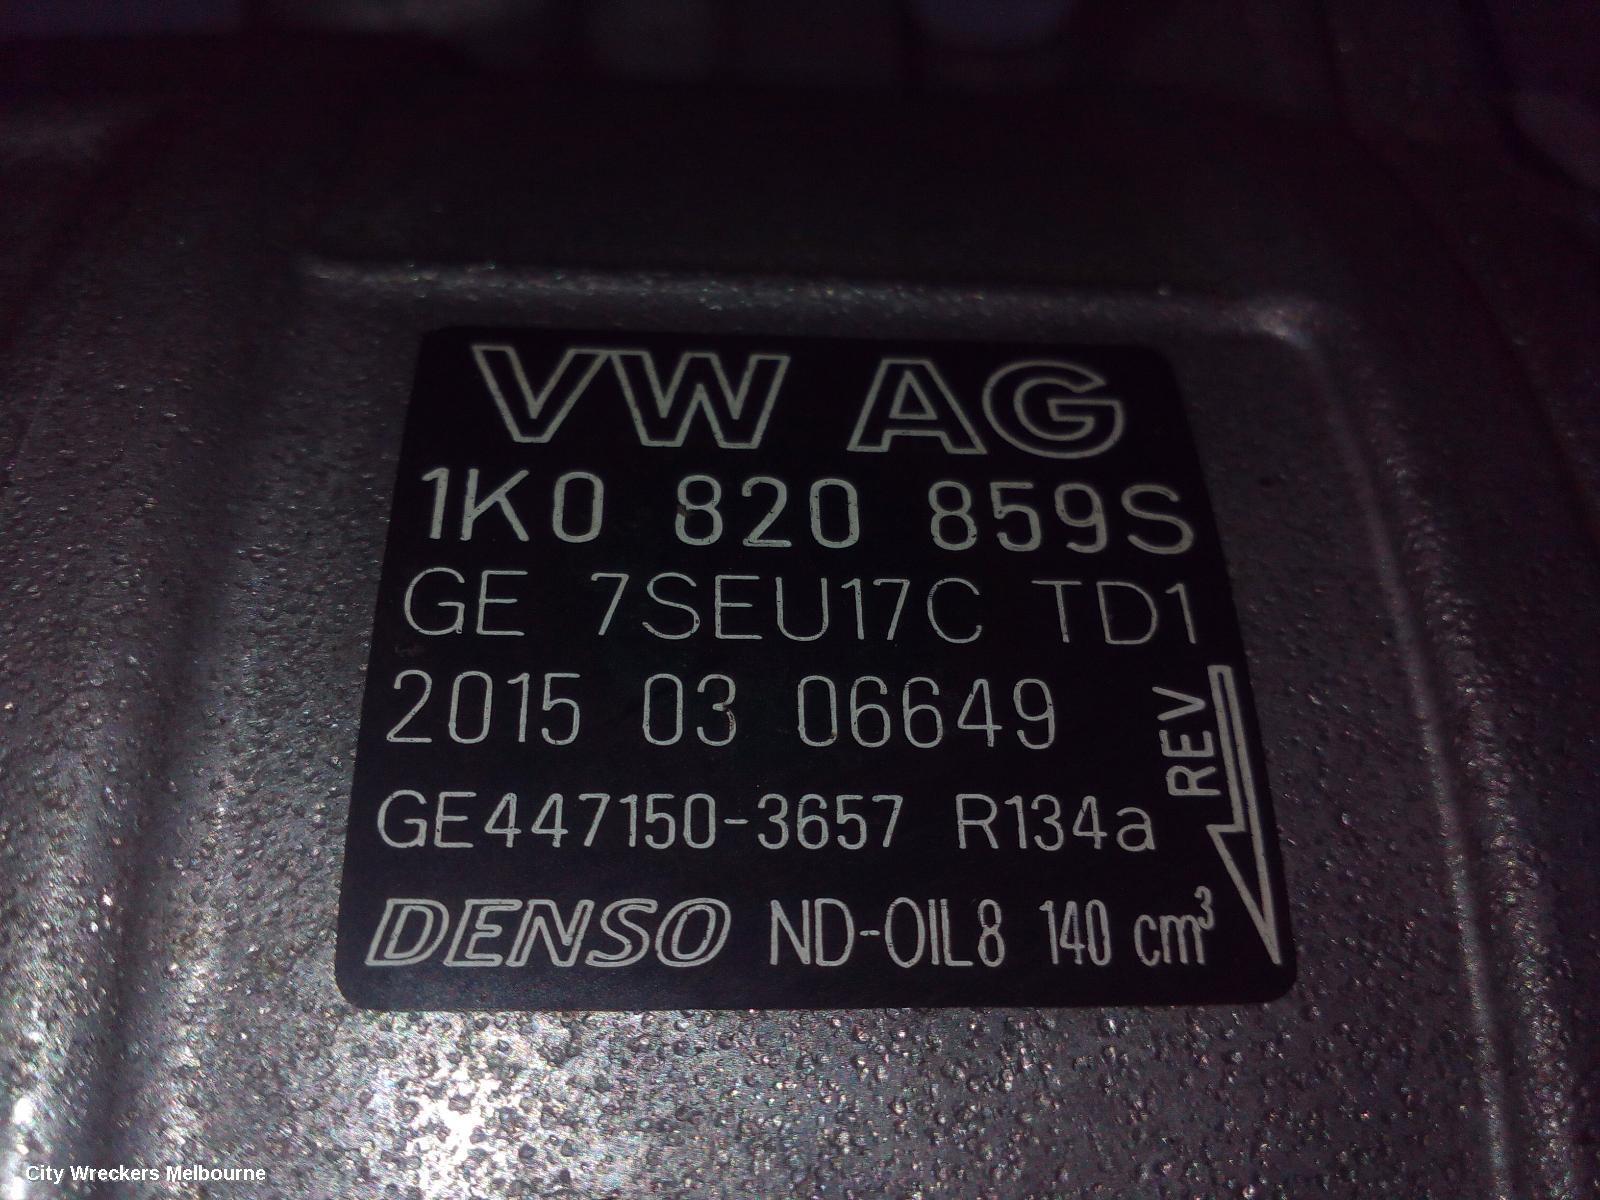 VW AG
1K0 820 859S
GE 7SEU17C TD1
2015 03 06649
REV
GE447150-3657 R134a
DENSO ND-OIL8 140 cm³
City Wreckers Melbourne